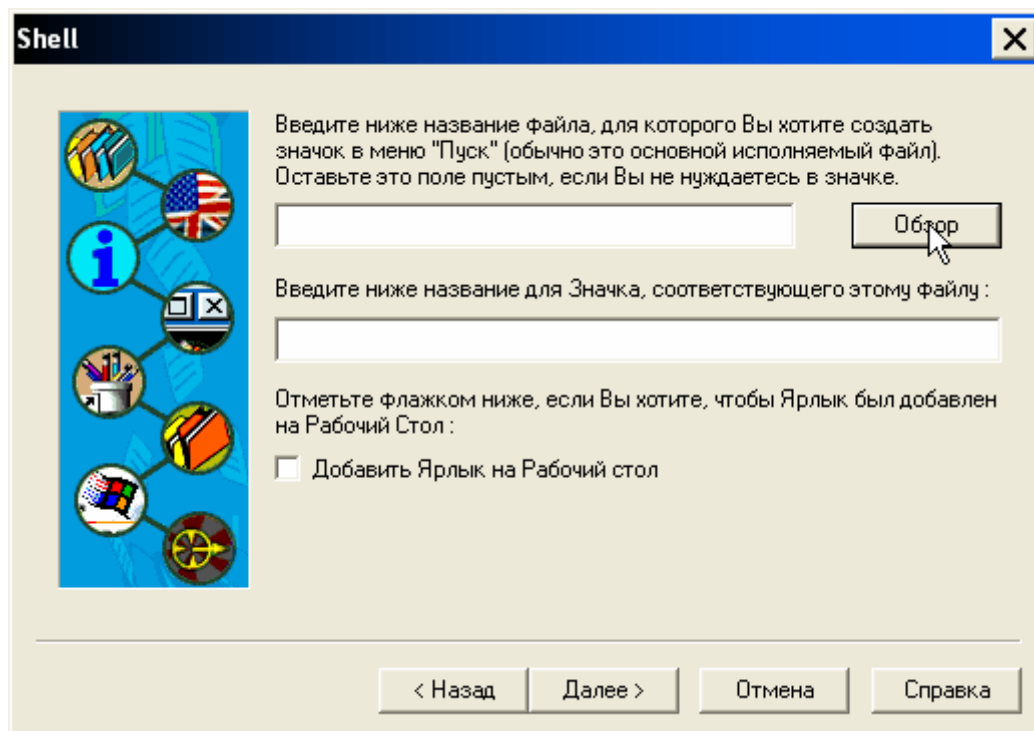 Shell
Введите ниже название файла, для которого Вы хотите создать
значок в меню "Пуск" (обычно это основной исполняемый файл).
Оставьте это поле пустым, если Вы не нуждаетесь в значке.
Обзор
Введите ниже название для Значка, соответствующего этому файлу :
Отметьте флажком ниже, если Вы хотите, чтобы Ярлык был добавлен
на Рабочий Стол :
Добавить Ярлык на Рабочий стол
< Назад Далее > Отмена Справка